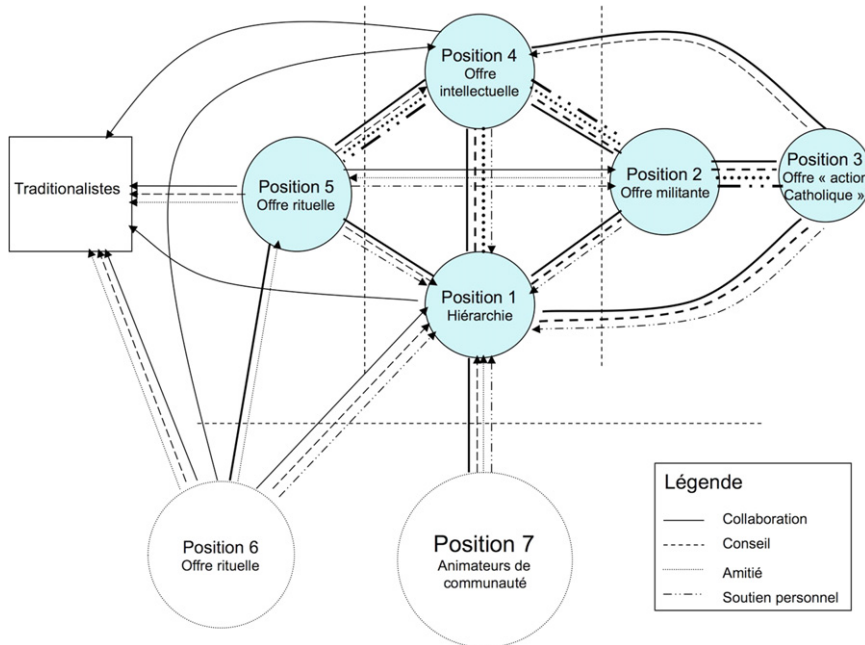 Position 4
Offre
intellectuelle
Traditionalistes
Position 5
Offre rituelle
Position 2
Offre militante
Position 3
Offre « action
Catholique »
Position 1
Hiérarchie
Position 6
Offre rituelle
Position 7
Animateurs de
communauté
Légende
Collaboration
Conseil
Amitié
Soutien personnel